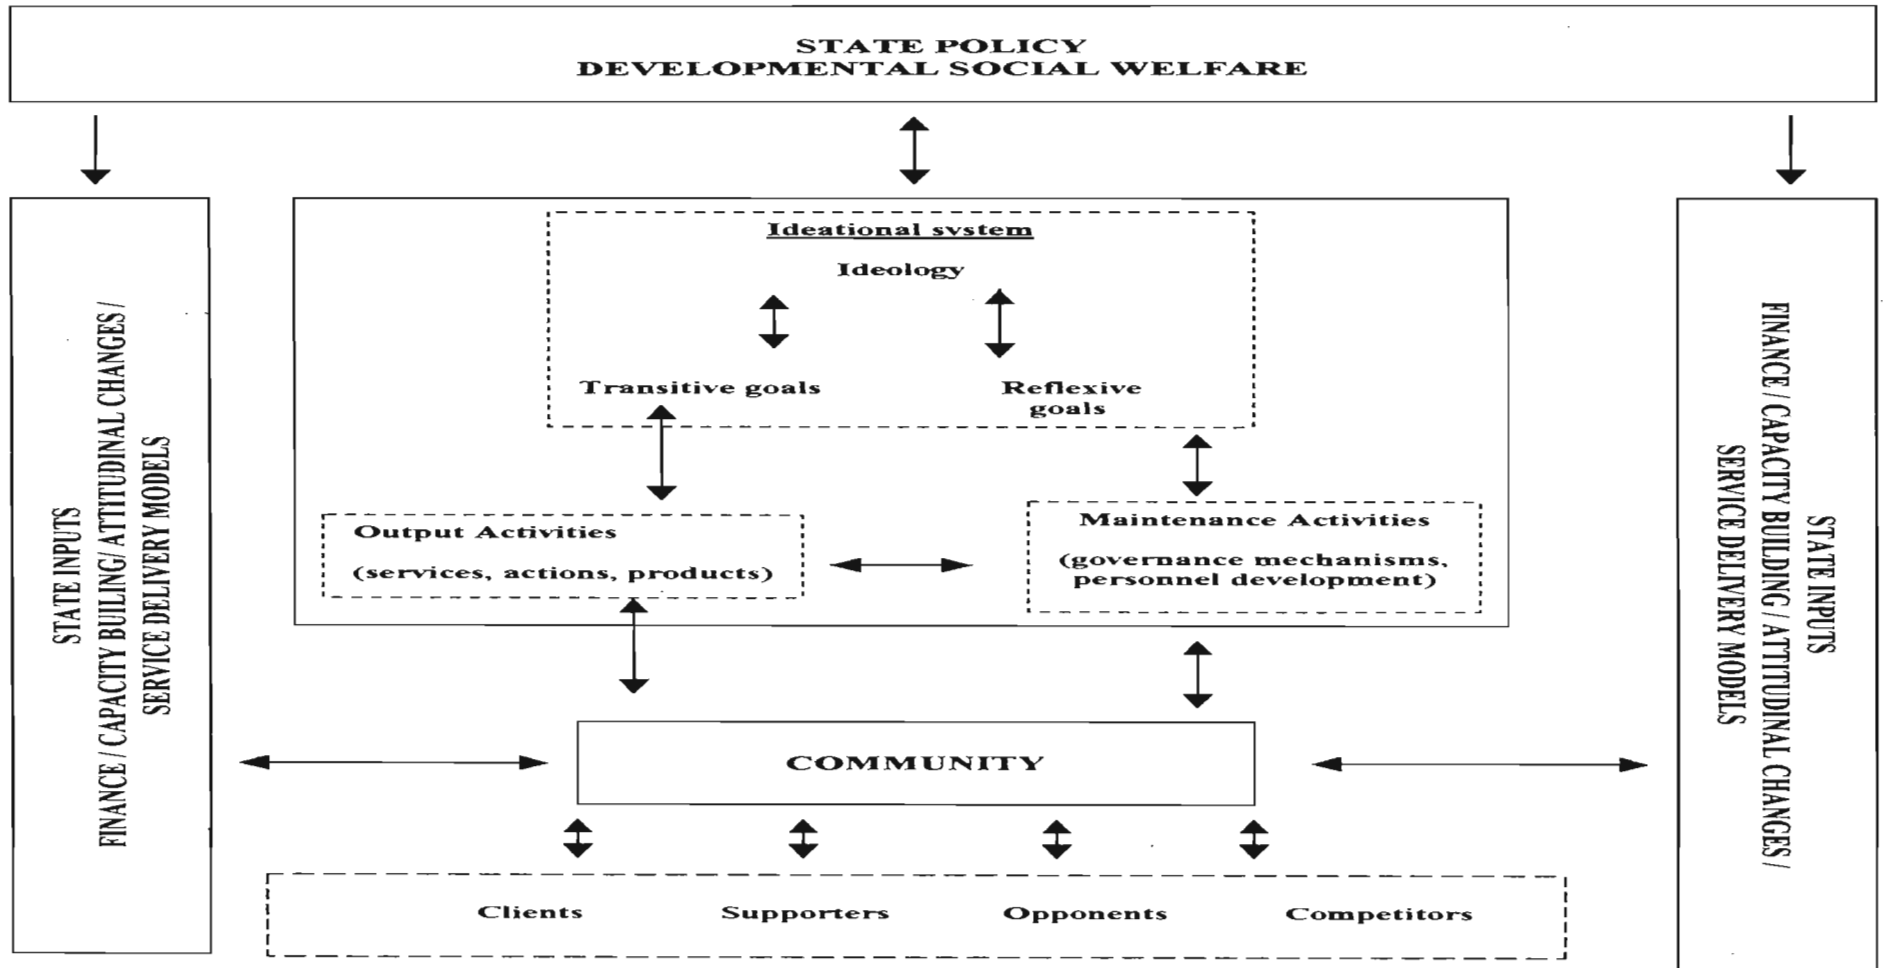 STATE POLICY
DEVELOPMENTAL SOCIAL WELFARE
STATE INPUTS
FINANCE / CAPACITY BUILING/ ATTITUDINAL CHANGES /
SERVICE DELIVERY MODELS
Ideational system
Ideology
Transitive goals
Reflexive
goals
Output Activities
(services, actions, products)
Maintenance Activities
(governance mechanisms,
personnel development)
COMMUNITY
Clients Supporters Opponents Competitors
STATE INPUTS
FINANCE / CAPACITY BUILDING / ATTITUDINAL CHANGES /
SERVICE DELIVERY MODELS